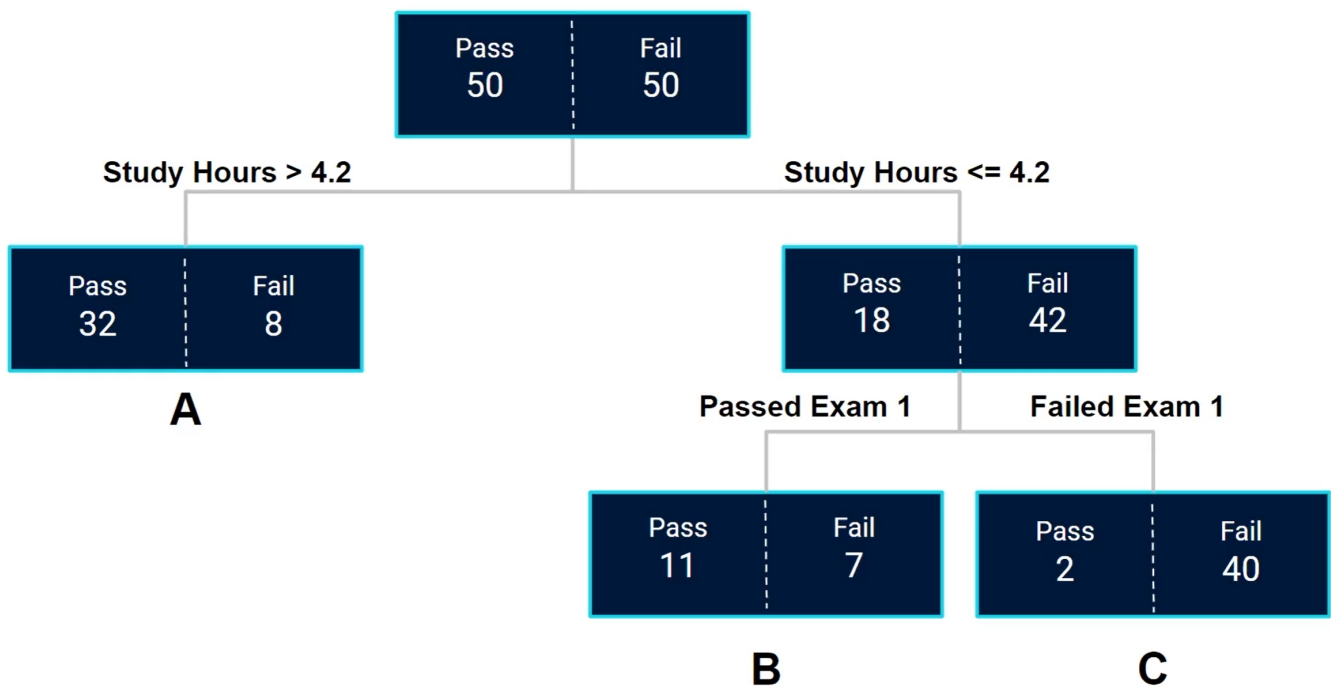 Pass Fail
50 50
Study Hours > 4.2 Study Hours <= 4.2
Pass Fail Pass Fail
32 8 18 42
A
Passed Exam 1 Failed Exam 1
Pass Fail Pass Fail
11 7 2 40
B C